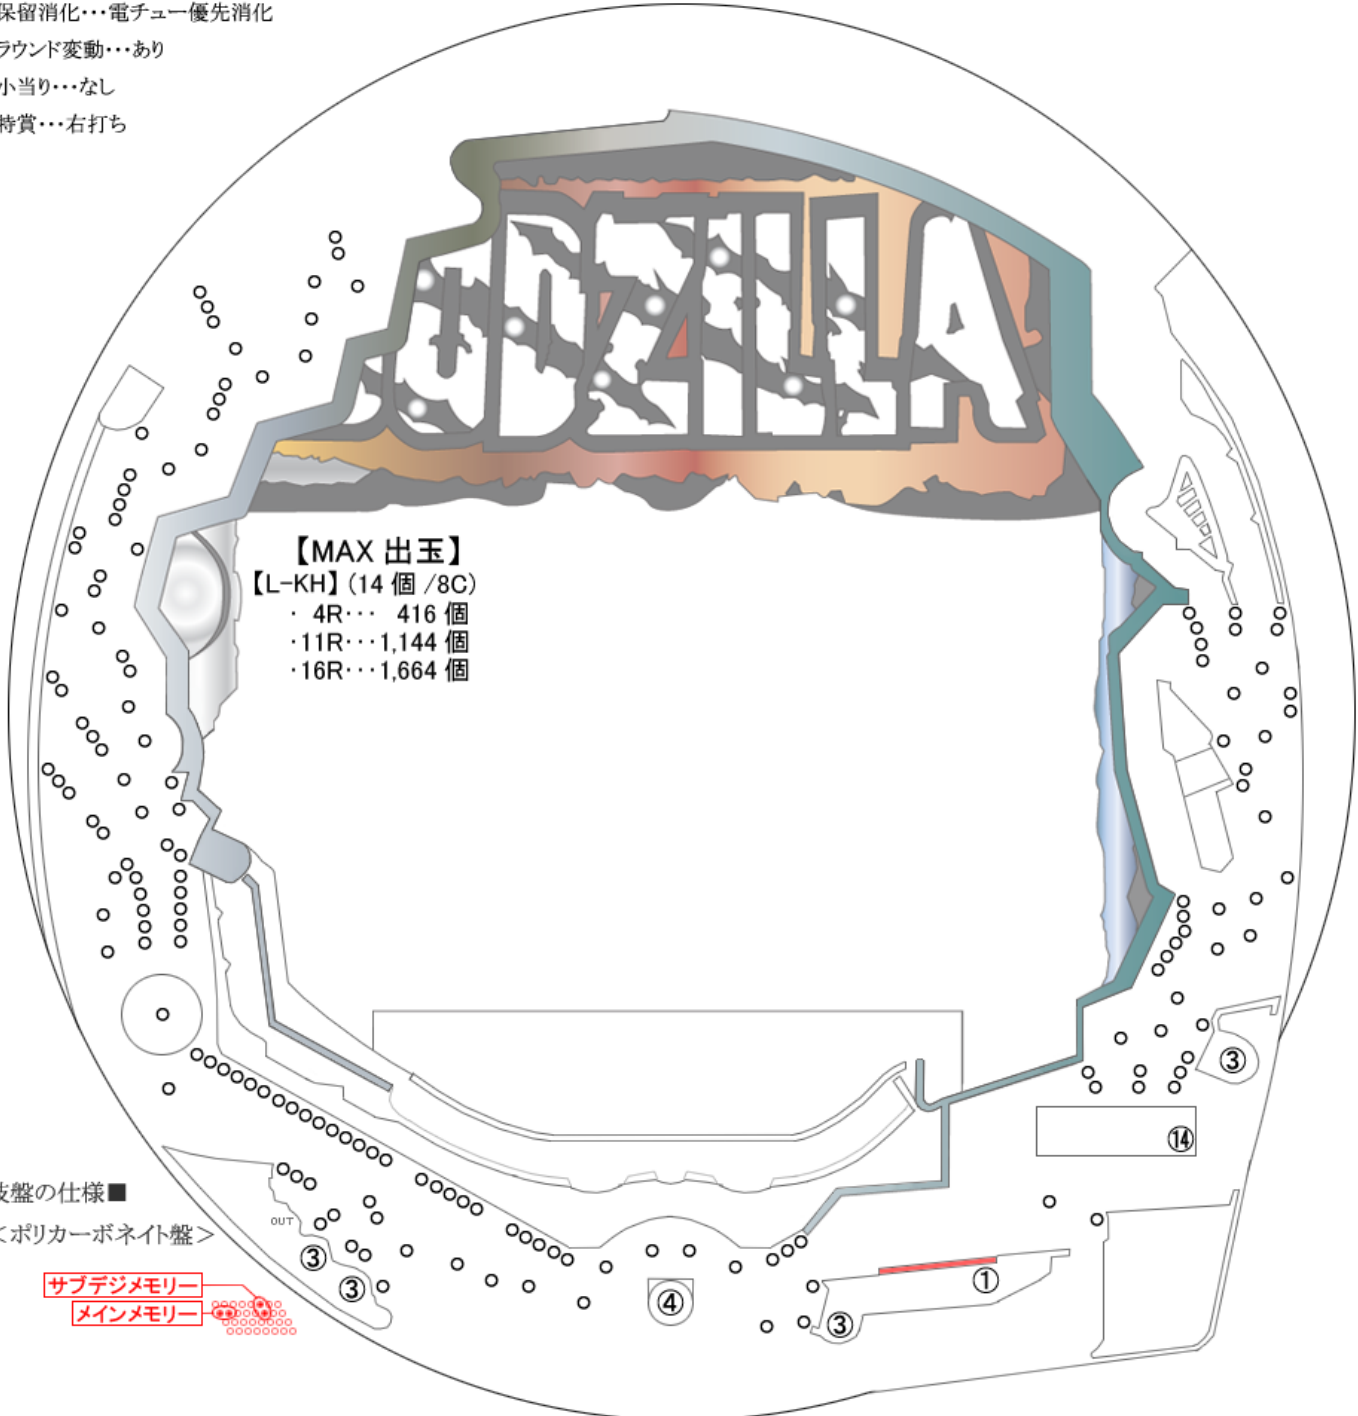 保留消化･･･電チュー優先消化
ラウンド変動･･･あり
小当り･･･なし
特賞･･･右打ち
GODZILLA
【MAX 出玉】
【L-KH】(14 個 /8C)
・ 4R･･･ 416 個
・11R･･･1,144 個
・16R･･･1,664 個
③
⑭
技盤の仕様■
＜ポリカーボネイト盤＞
OUT
③
③
サブデジメモリー
メインメモリー
④
①
③